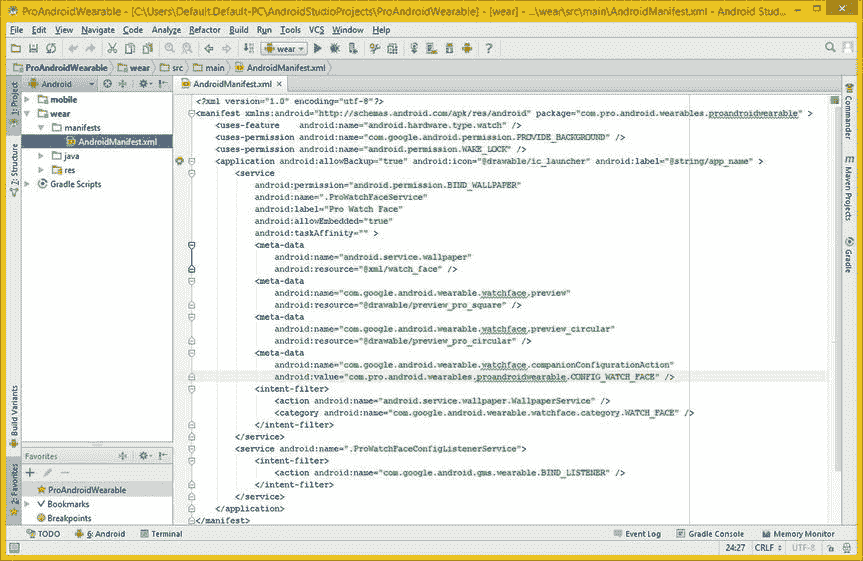 ProAndroidWearable - [C:\Users\Default.Default-PC\AndroidStudioProjects\ProAndroidWearable] - [wear] - ...\wear\src\main\AndroidManifest.xml - Android Stud...
File Edit View Navigate Code Analyze Refactor Build Run Tools VCS Window Help
wear
ProAndroidWearable wear src main AndroidManifest.xml
Android
AndroidManifest.xml
1: Project
Z: Structure
Build Variants
2: Favorites
mobile
wear
manifests
AndroidManifest.xml
java
res
Gradle Scripts
<?xml version="1.0" encoding="utf-8"?>
<manifest xmlns:android="http://schemas.android.com/apk/res/android" package="com.pro.android.wearables.proandroidwearable" >
<uses-feature android:name="android.hardware.type.watch" />
<uses-permission android:name="com.google.android.permission.PROVIDE_BACKGROUND" />
<uses-permission android:name="android.permission.WAKE_LOCK" />
<application android:allowBackup="true" android:icon="@drawable/ic_launcher" android:label="@string/app_name" >
<service
android:permission="android.permission.BIND_WALLPAPER"
android:name=".ProWatchFaceService"
android:label="Pro Watch Face"
android:allowEmbedded="true"
android:taskAffinity="" >
<meta-data
android:name="android.service.wallpaper"
android:resource="@xml/watch_face" />
<meta-data
android:name="com.google.android.wearable.watchface.preview"
android:resource="@drawable/preview_pro_square" />
<meta-data
android:name="com.google.android.wearable.watchface.preview_circular"
android:resource="@drawable/preview_pro_circular" />
<meta-data
android:name="com.google.android.wearable.watchface.companionConfigurationAction"
android:value="com.pro.android.wearables.proandroidwearable.CONFIG_WATCH_FACE" />
<intent-filter>
<action android:name="android.service.wallpaper.WallpaperService" />
<category android:name="com.google.android.wearable.watchface.category.WATCH_FACE" />
</intent-filter>
</service>
<service android:name=".ProWatchFaceConfigListenerService">
<intent-filter>
<action android:name="com.google.android.gms.wearable.BIND_LISTENER" />
</intent-filter>
</service>
</application>
</manifest>
Commander
Maven Projects
Gradle
Favorites
ProAndroidWearable
Bookmarks
Breakpoints
TODO 6: Android Terminal Event Log Gradle Console Memory Monitor
24:27 CRLF UTF-8